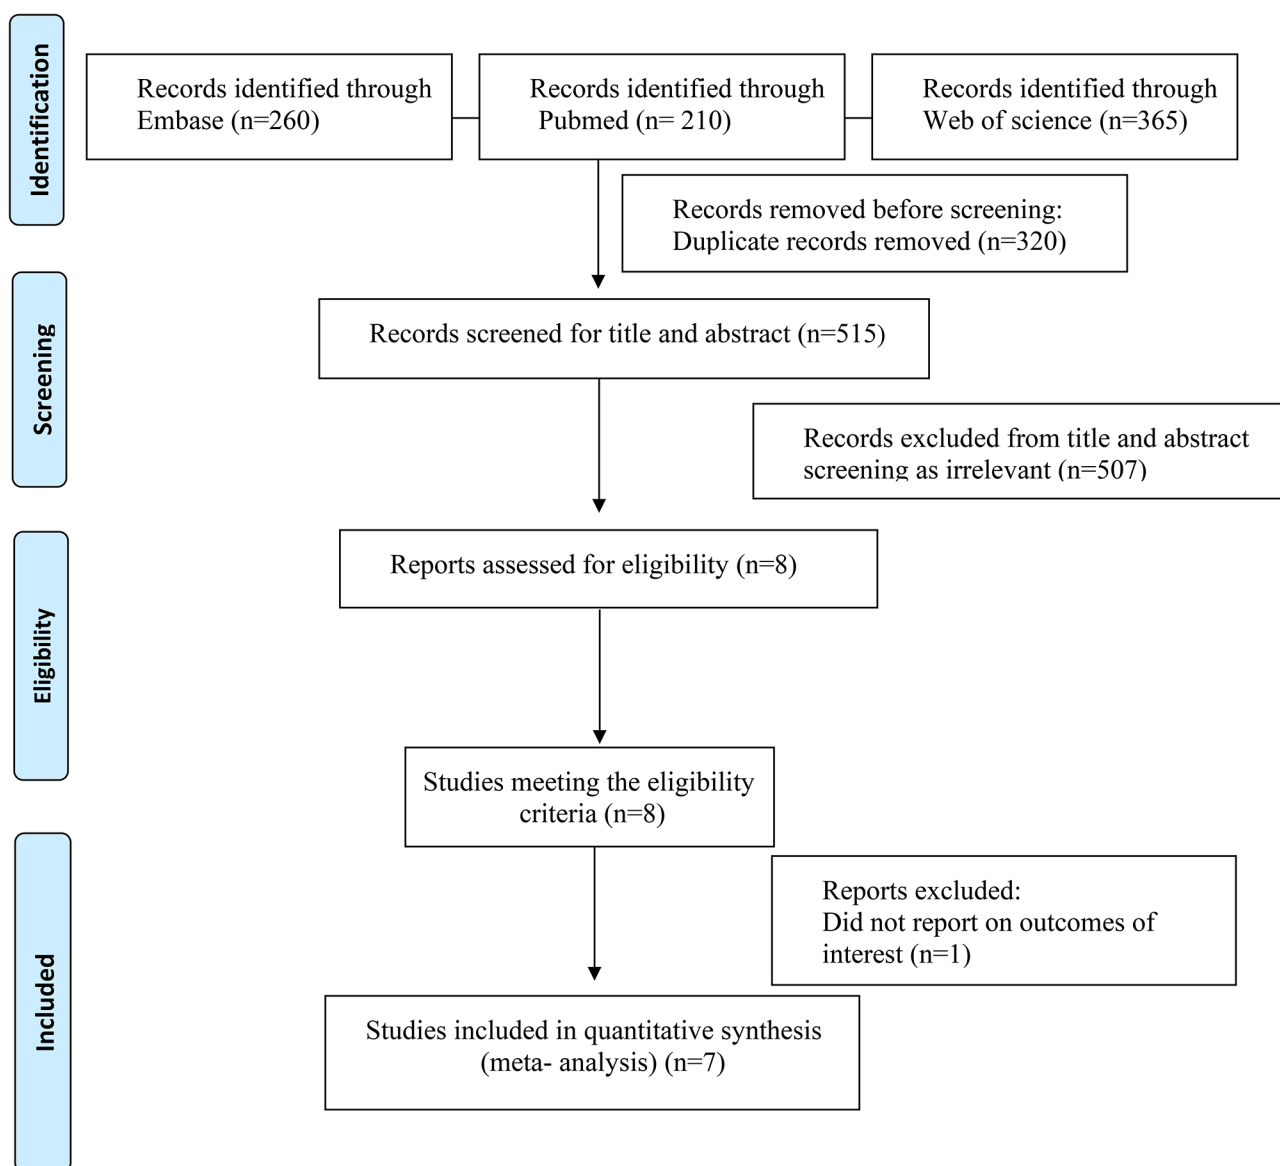 Identification
Records identified through
Embase (n=260)
Records identified through
Pubmed (n= 210)
Records identified through
Web of science (n=365)
Records removed before screening:
Duplicate records removed (n=320)
Screening
Records screened for title and abstract (n=515)
Records excluded from title and abstract
screening as irrelevant (n=507)
Eligibility
Reports assessed for eligibility (n=8)
Studies meeting the eligibility
criteria (n=8)
Included
Reports excluded:
Did not report on outcomes of
interest (n=1)
Studies included in quantitative synthesis
(meta- analysis) (n=7)